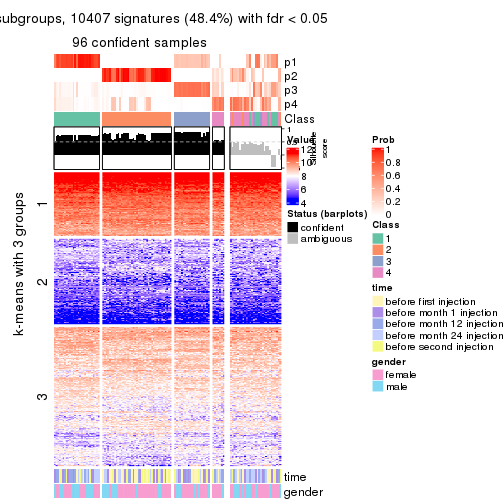 subgroups, 10407 signatures (48.4%) with fdr < 0.05
96 confident samples
p1
p2
p3
p4
Class
1
Value
12
10
8
6
4
silhouette
score
Status (barplots)
confident
ambiguous
Prob
1
0.8
0.6
0.4
0.2
0
Class
1
2
3
4
time
before first injection
before month 1 injection
before month 12 injection
before month 24 injection
before second injection
gender
female
male
k-means with 3 groups
1
2
3
time
gender